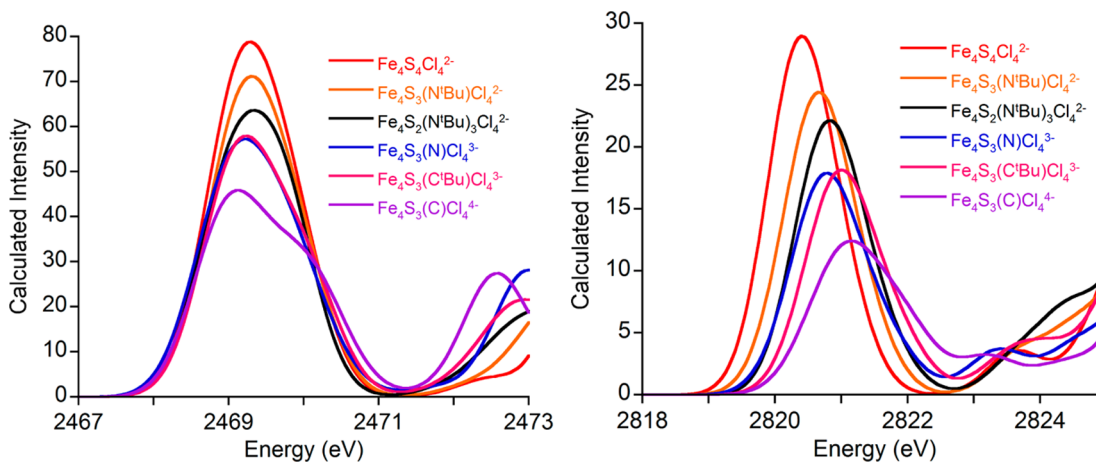 80
70
60
50
40
30
20
10
0
Calculated Intensity
Fe₄S₄Cl₄²⁻
Fe₄S₃(NᵗBu)Cl₄²⁻
Fe₄S₂(NᵗBu)₃Cl₄²⁻
Fe₄S₃(N)Cl₄³⁻
Fe₄S₃(CᵗBu)Cl₄³⁻
Fe₄S₃(C)Cl₄⁴⁻
2467 2469 2471 2473
Energy (eV)
30
25
20
15
10
5
0
Calculated Intensity
Fe₄S₄Cl₄²⁻
Fe₄S₃(NᵗBu)Cl₄²⁻
Fe₄S₂(NᵗBu)₃Cl₄²⁻
Fe₄S₃(N)Cl₄³⁻
Fe₄S₃(CᵗBu)Cl₄³⁻
Fe₄S₃(C)Cl₄⁴⁻
2818 2820 2822 2824
Energy (eV)